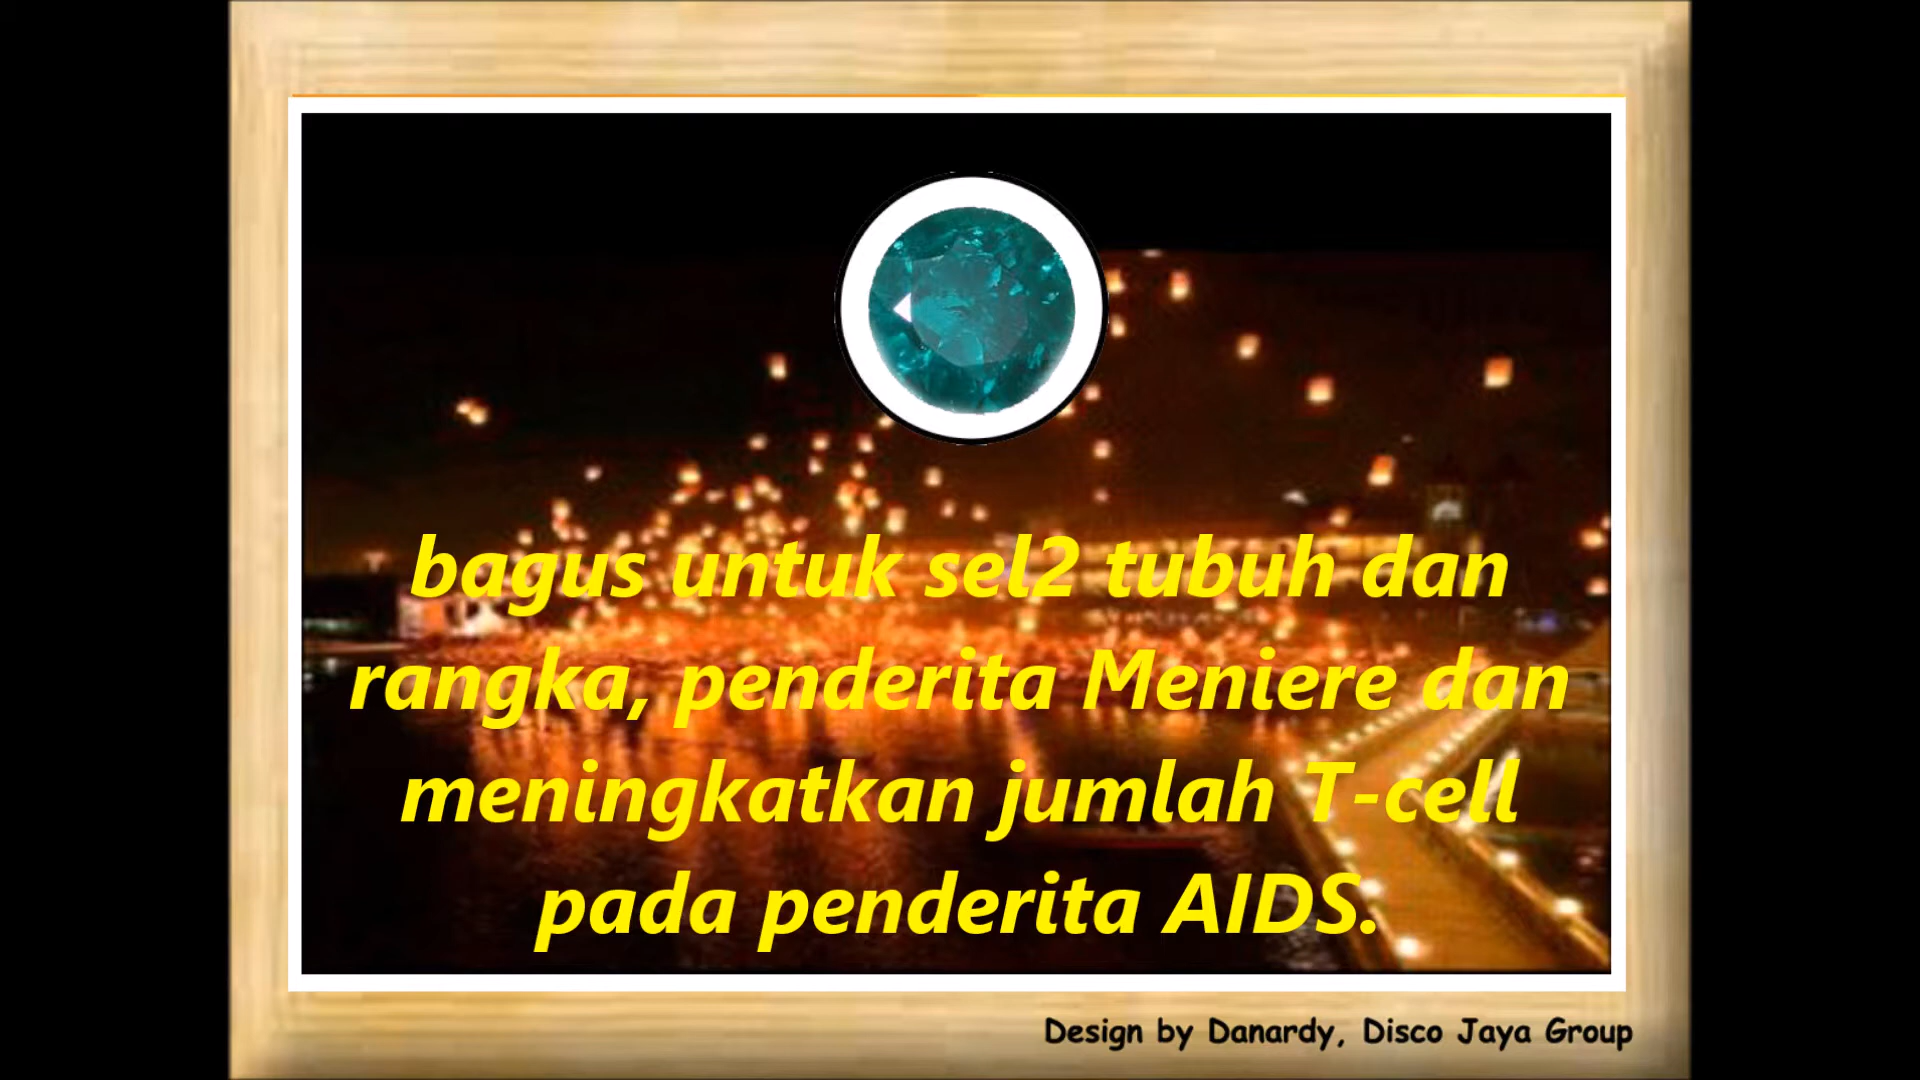 bagus untuk sel2 tubuh dan
rangka, penderita Meniere dan
meningkatkan jumlah T-cell
pada penderita AIDS.
Design by Danardy, Disco Jaya Group